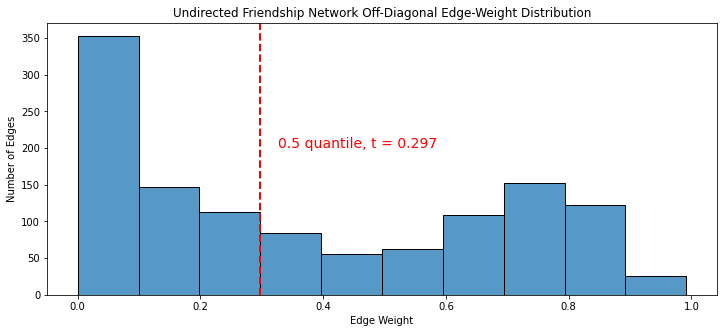 Undirected Friendship Network Off-Diagonal Edge-Weight Distribution
350
300
250
200
150
100
50
0
Number of Edges
0.5 quantile, t = 0.297
0.0 0.2 0.4 0.6 0.8 1.0
Edge Weight